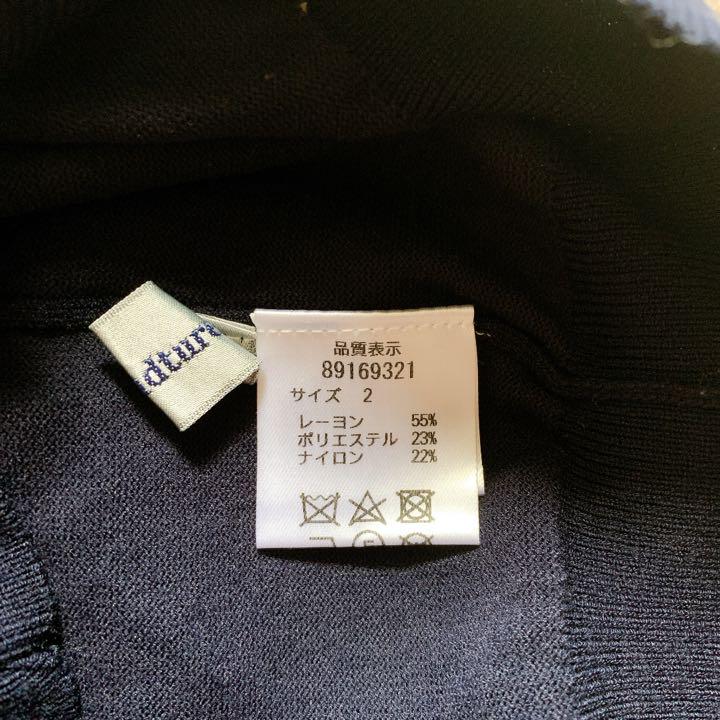 品質表示
89169321
サイズ 2
レーヨン 55%
ポリエステル 23%
ナイロン 22%